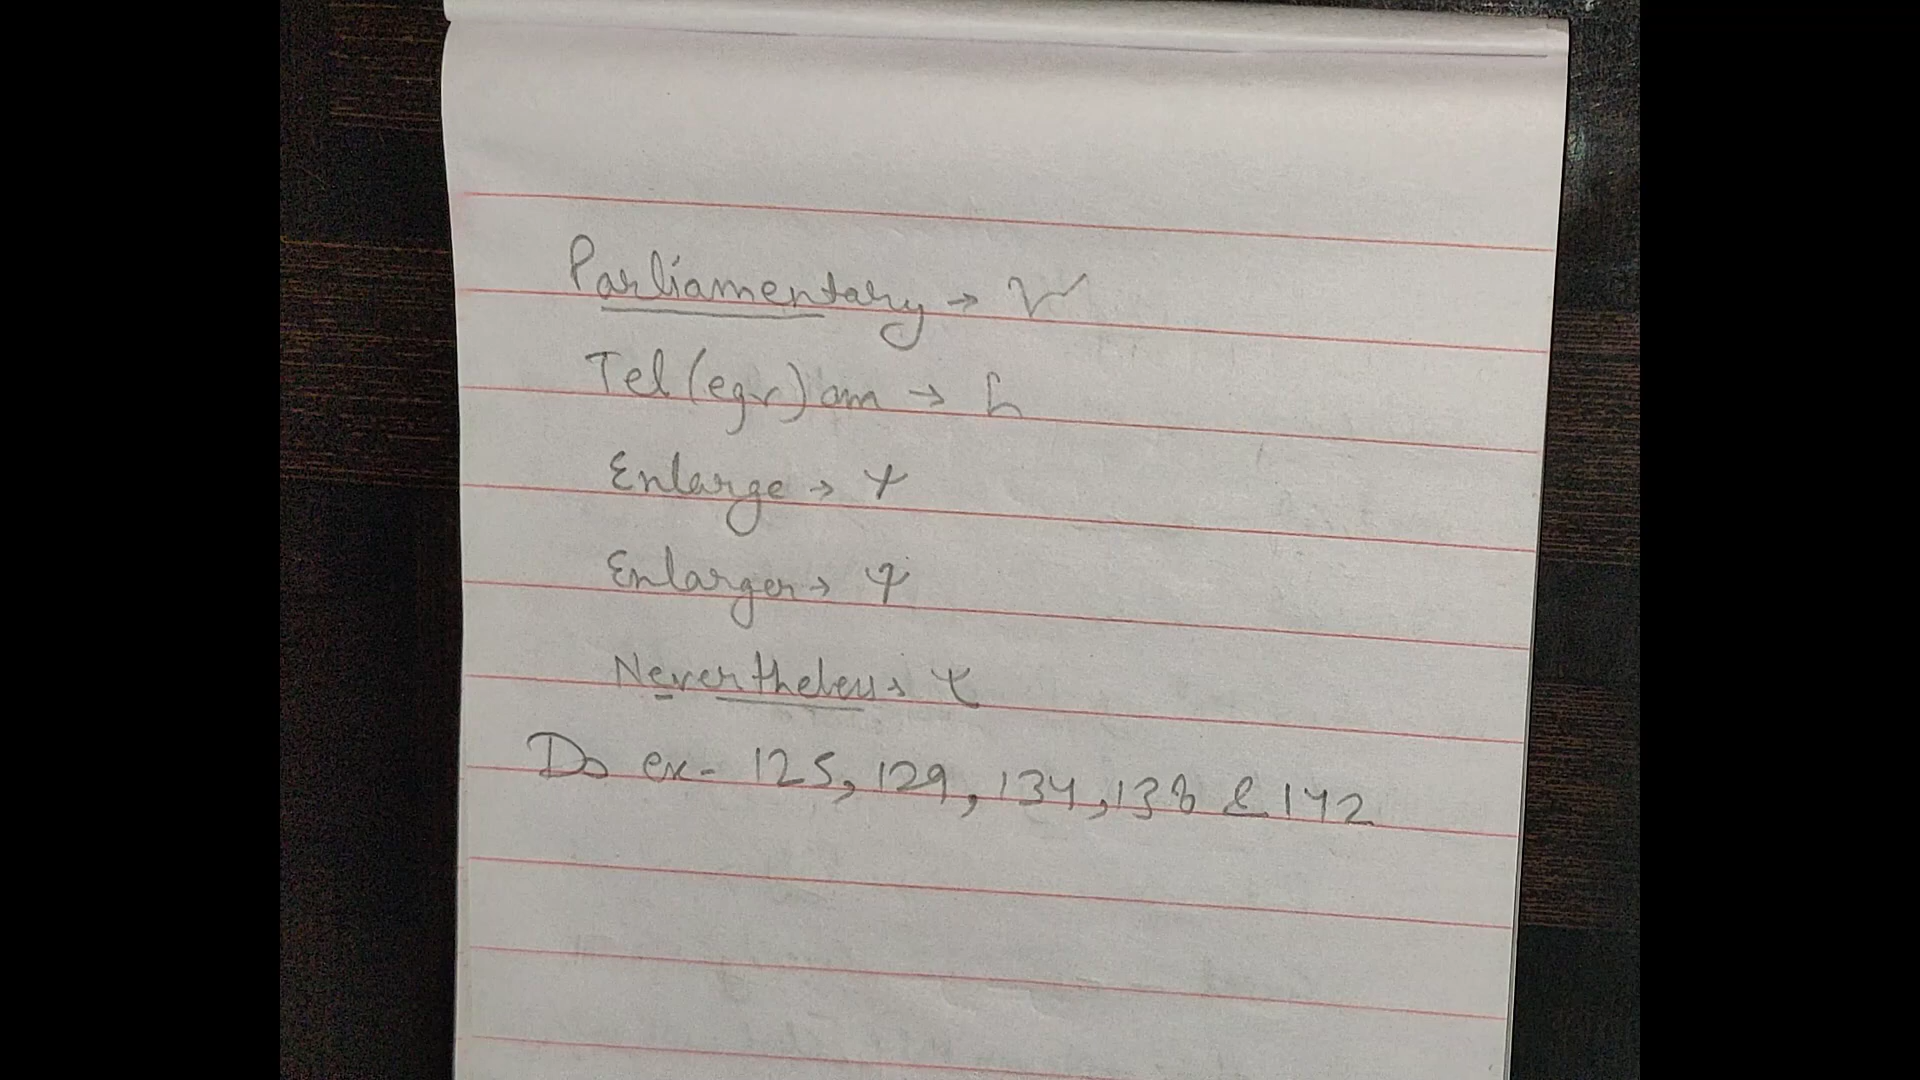 Parliamentary →
Tel(egr)am →
Enlarge →
Enlarger →
Nevertheless →
Do ex- 125, 129, 134, 138 & 142